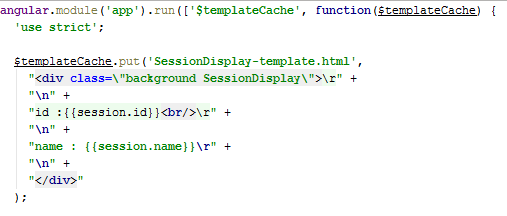 angular.module('app').run(['$templateCache', function($templateCache) {
  'use strict';

  $templateCache.put('SessionDisplay-template.html',
    "<div class=\"background SessionDisplay\">\r" +
    "\n" +
    "id :{{session.id}}<br/>\r" +
    "\n" +
    "name : {{session.name}}\r" +
    "\n" +
    "</div>"
  );